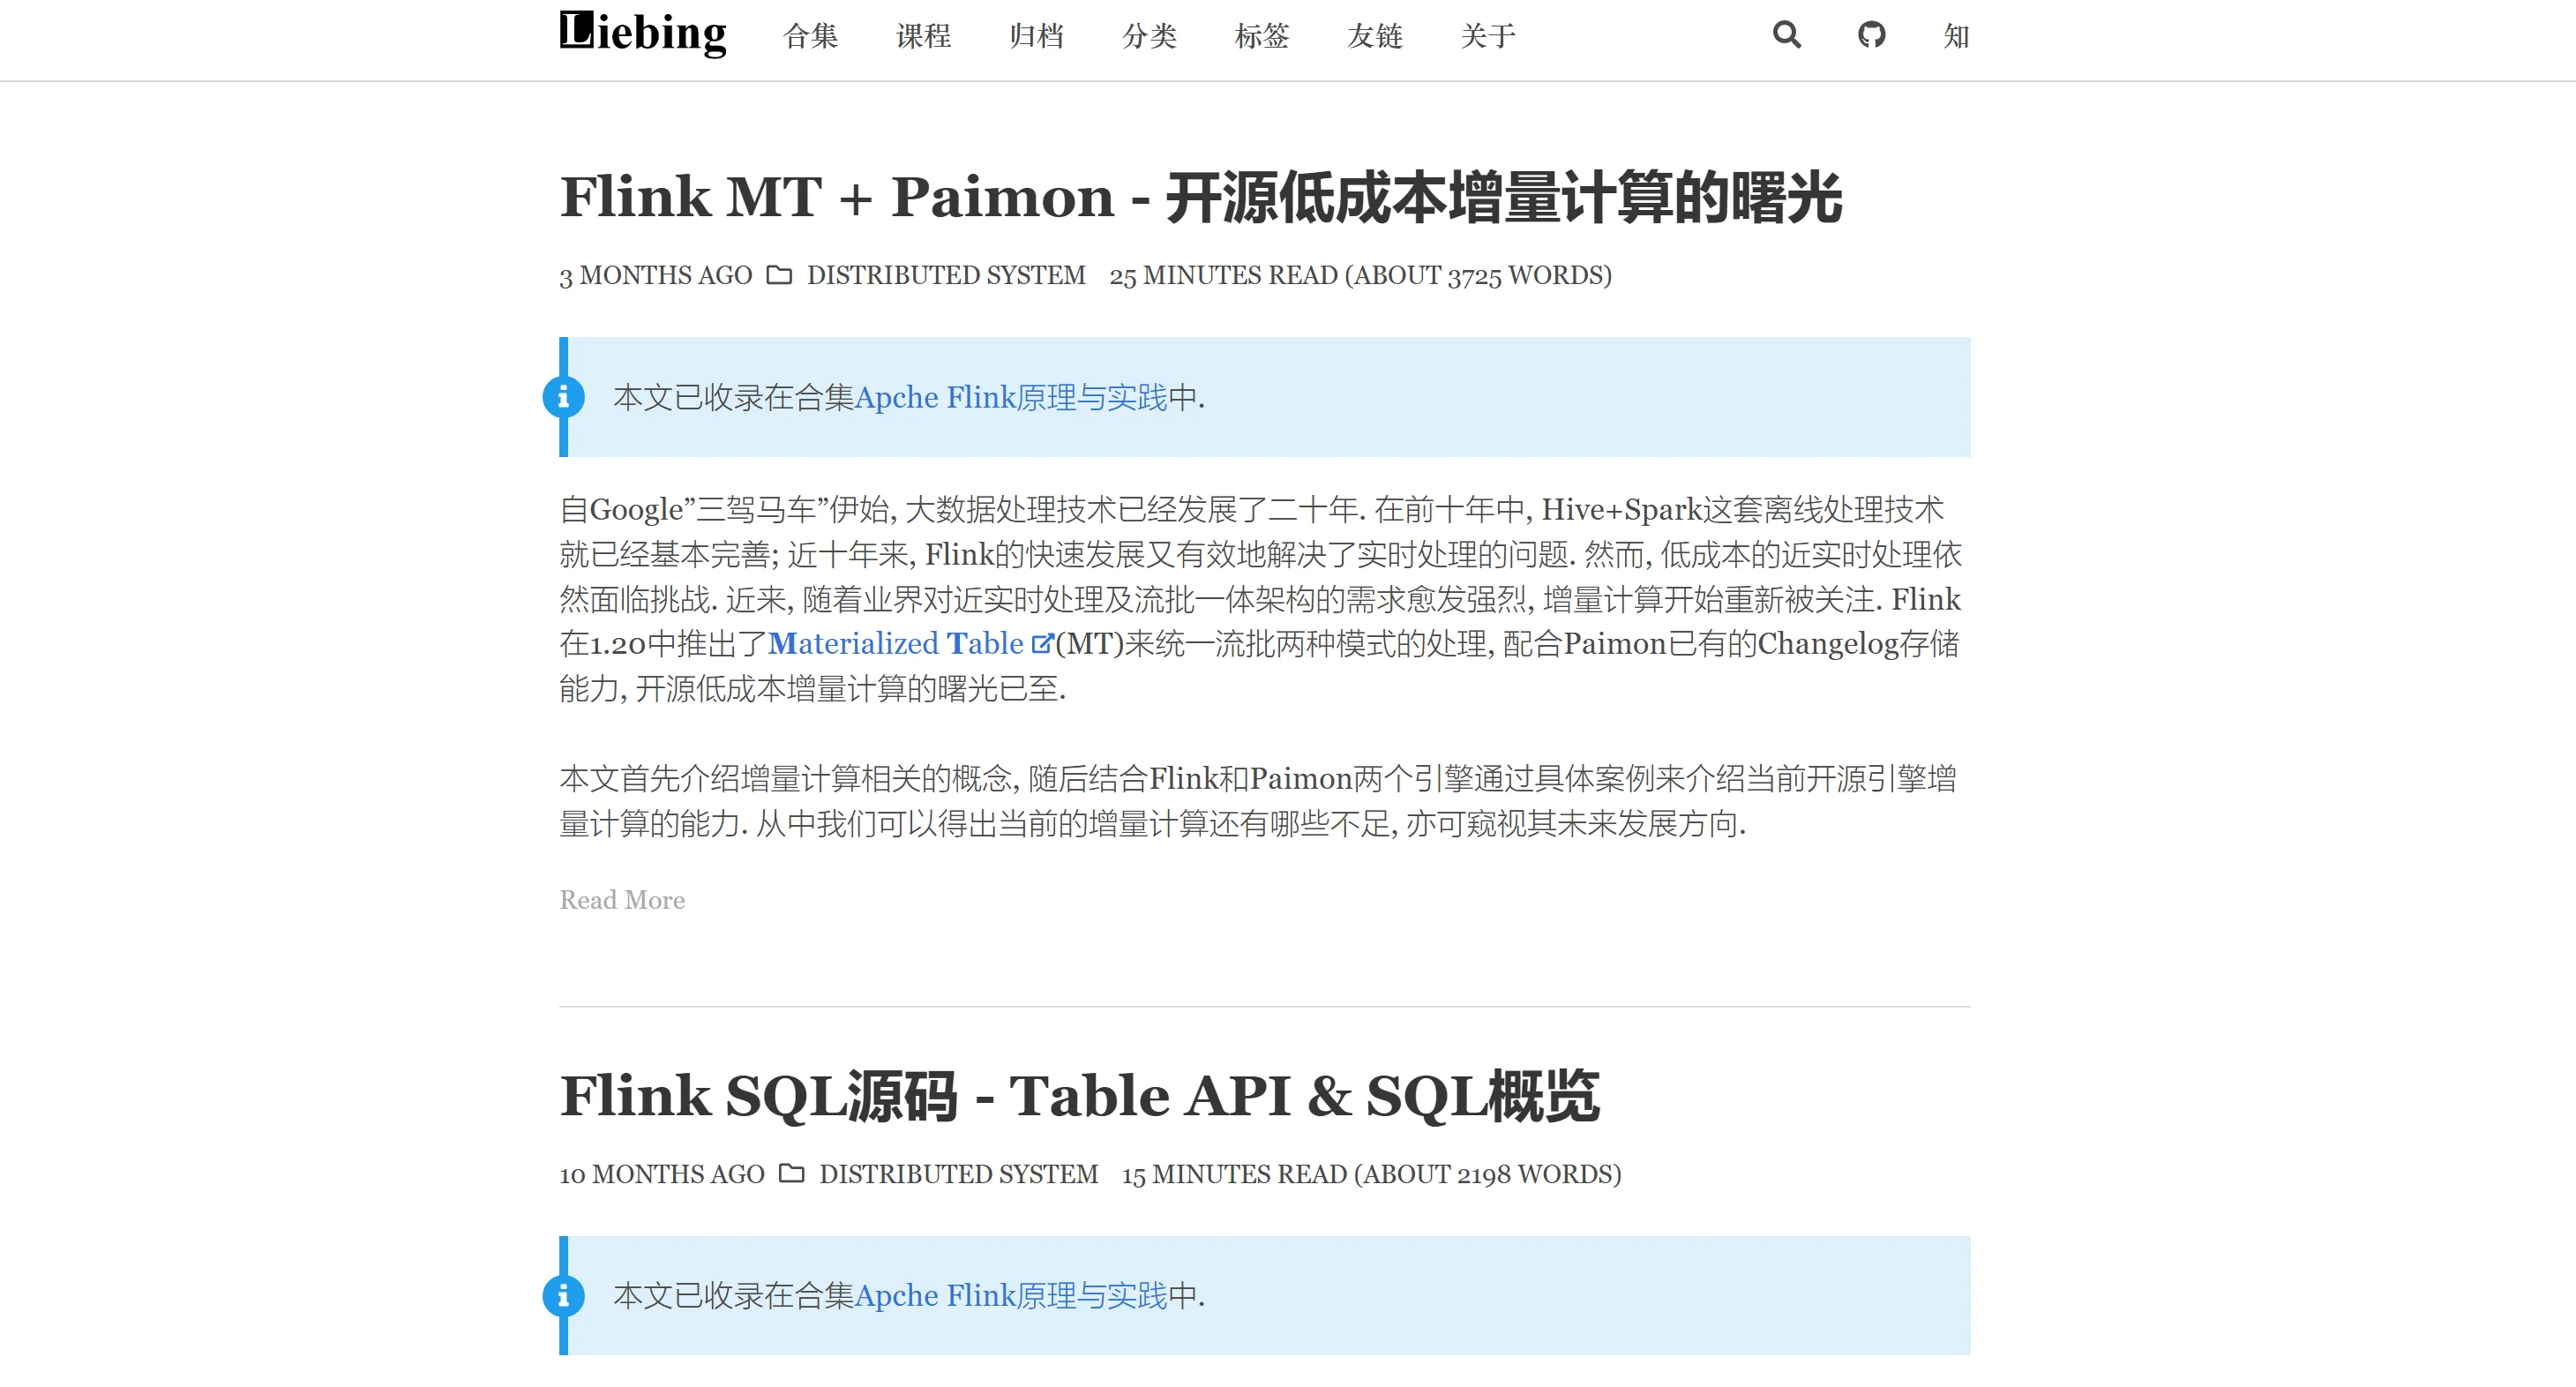 Liebing 合集 课程 归档 分类 标签 友链 关于 知
Flink MT + Paimon - 开源低成本增量计算的曙光
3 MONTHS AGO DISTRIBUTED SYSTEM 25 MINUTES READ (ABOUT 3725 WORDS)
本文已收录在合集Apche Flink原理与实践中.
自Google”三驾马车”伊始, 大数据处理技术已经发展了二十年. 在前十年中, Hive+Spark这套离线处理技术
就已经基本完善; 近十年来, Flink的快速发展又有效地解决了实时处理的问题. 然而, 低成本的近实时处理依
然面临挑战. 近来, 随着业界对近实时处理及流批一体架构的需求愈发强烈, 增量计算开始重新被关注. Flink
在1.20中推出了Materialized Table (MT)来统一流批两种模式的处理, 配合Paimon已有的Changelog存储
能力, 开源低成本增量计算的曙光已至.
本文首先介绍增量计算相关的概念, 随后结合Flink和Paimon两个引擎通过具体案例来介绍当前开源引擎增
量计算的能力. 从中我们可以得出当前的增量计算还有哪些不足, 亦可窥视其未来发展方向.
Read More
Flink SQL源码 - Table API & SQL概览
10 MONTHS AGO DISTRIBUTED SYSTEM 15 MINUTES READ (ABOUT 2198 WORDS)
本文已收录在合集Apche Flink原理与实践中.